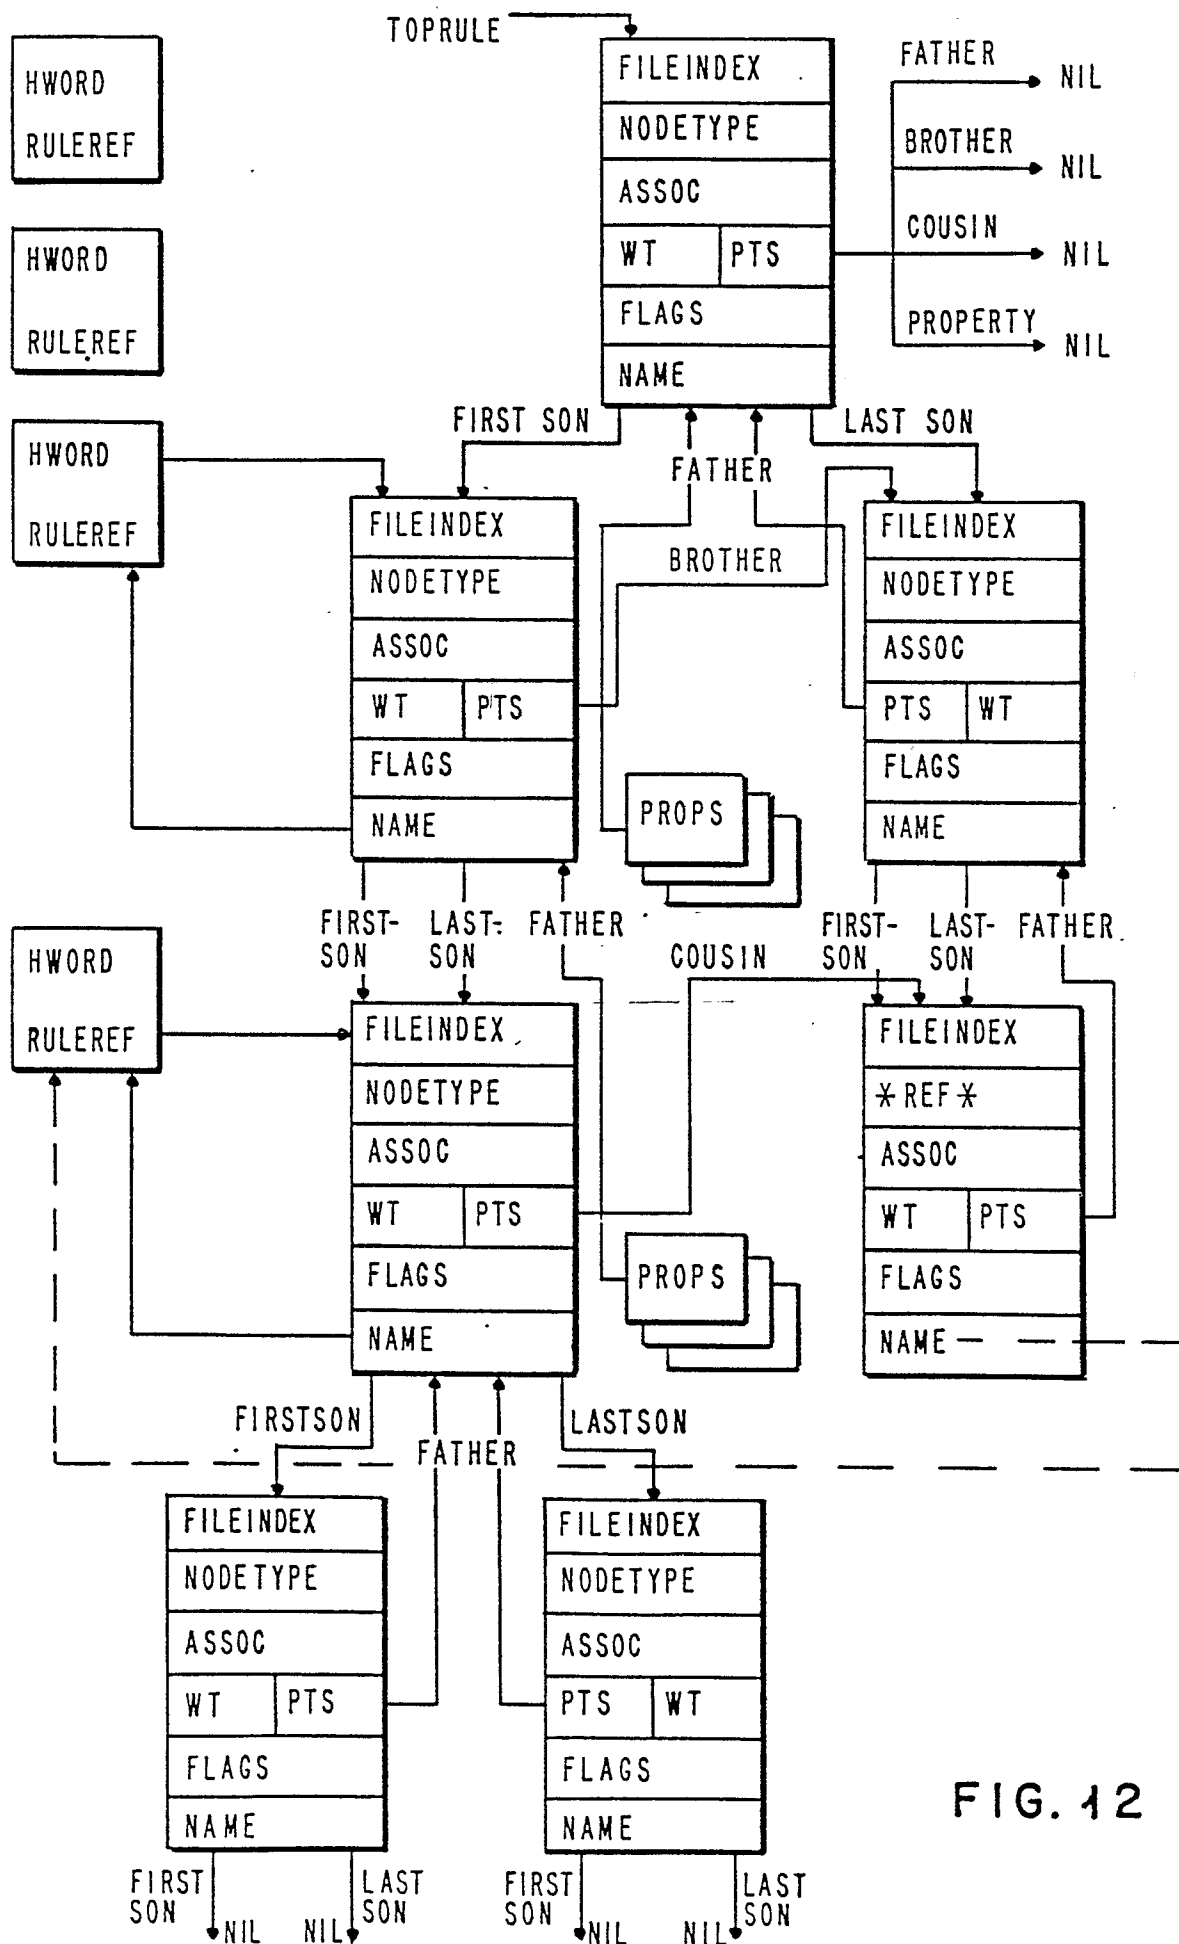 TOPRULE
FILEINDEX
NODETYPE
ASSOC
WT PTS
FLAGS
NAME
FATHER
NIL
BROTHER
NIL
COUSIN
NIL
PROPERTY
NIL
HWORD
RULEREF
HWORD
RULEREF
HWORD
RULEREF
FIRST SON
LAST SON
FATHER
BROTHER
FILEINDEX
NODETYPE
ASSOC
WT PTS
FLAGS
NAME
PROPS
FILEINDEX
NODETYPE
ASSOC
PTS WT
FLAGS
NAME
FIRST-
SON
LAST-
SON
FATHER
COUSIN
FIRST-
SON
LAST-
SON
FATHER
HWORD
RULEREF
FILEINDEX
NODETYPE
ASSOC
WT PTS
FLAGS
NAME
PROPS
FILEINDEX
*REF*
ASSOC
WT PTS
FLAGS
NAME
FIRSTSON
LASTSON
FATHER
FILEINDEX
NODETYPE
ASSOC
WT PTS
FLAGS
NAME
FILEINDEX
NODETYPE
ASSOC
PTS WT
FLAGS
NAME
FIRST
SON
NIL
LAST
SON
NIL
FIRST
SON
NIL
LAST
SON
NIL
FIG. 12